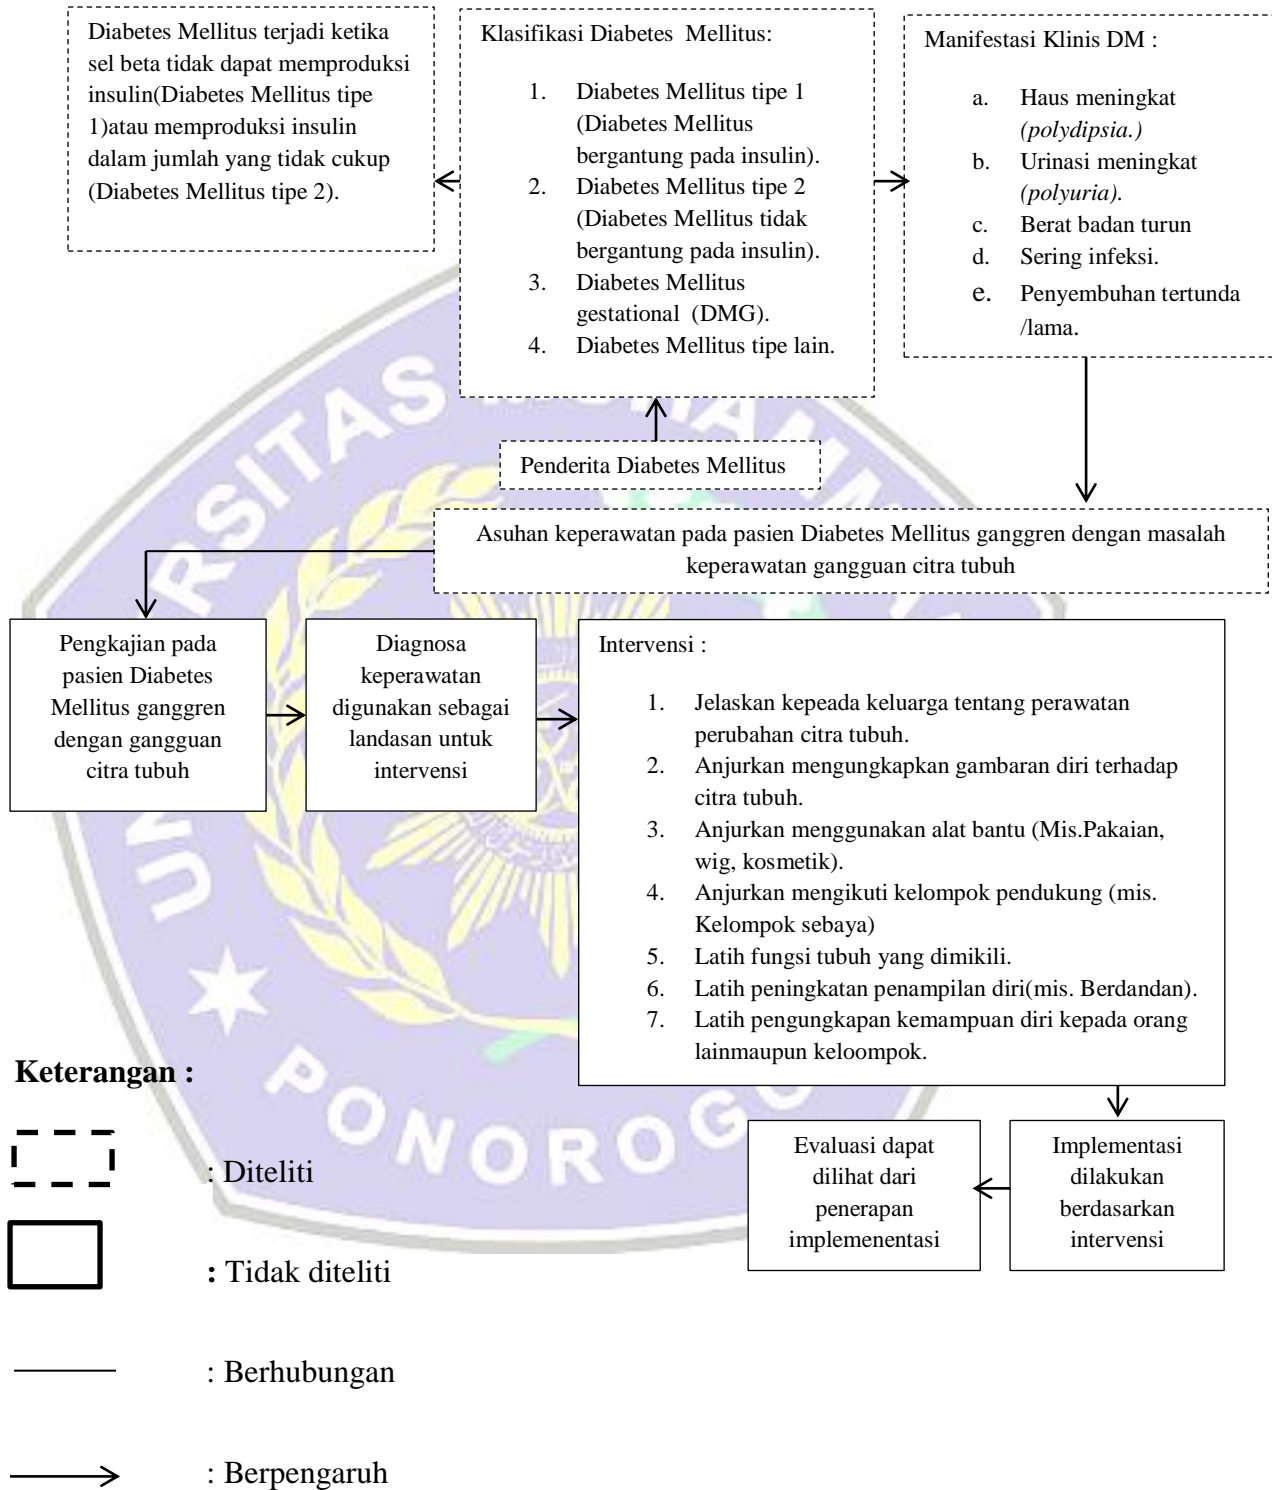 Diabetes Mellitus terjadi ketika
sel beta tidak dapat memproduksi
insulin(Diabetes Mellitus tipe
1)atau memproduksi insulin
dalam jumlah yang tidak cukup
(Diabetes Mellitus tipe 2).
Klasifikasi Diabetes Mellitus:
1. Diabetes Mellitus tipe 1
(Diabetes Mellitus
bergantung pada insulin).
2. Diabetes Mellitus tipe 2
(Diabetes Mellitus tidak
bergantung pada insulin).
3. Diabetes Mellitus
gestational (DMG).
4. Diabetes Mellitus tipe lain.
Manifestasi Klinis DM :
a. Haus meningkat
(polydipsia.)
b. Urinasi meningkat
(polyuria).
c. Berat badan turun
d. Sering infeksi.
e. Penyembuhan tertunda
/lama.
Penderita Diabetes Mellitus
Asuhan keperawatan pada pasien Diabetes Mellitus ganggren dengan masalah
keperawatan gangguan citra tubuh
Pengkajian pada
pasien Diabetes
Mellitus ganggren
dengan gangguan
citra tubuh
Diagnosa
keperawatan
digunakan sebagai
landasan untuk
intervensi
Intervensi :
1. Jelaskan kepeada keluarga tentang perawatan
perubahan citra tubuh.
2. Anjurkan mengungkapkan gambaran diri terhadap
citra tubuh.
3. Anjurkan menggunakan alat bantu (Mis.Pakaian,
wig, kosmetik).
4. Anjurkan mengikuti kelompok pendukung (mis.
Kelompok sebaya)
5. Latih fungsi tubuh yang dimikili.
6. Latih peningkatan penampilan diri(mis. Berdandan).
7. Latih pengungkapan kemampuan diri kepada orang
lainmaupun keloompok.
Implementasi
dilakukan
berdasarkan
intervensi
Evaluasi dapat
dilihat dari
penerapan
implemenentasi
Keterangan :
: Diteliti
: Tidak diteliti
: Berhubungan
: Berpengaruh
PONOROGO